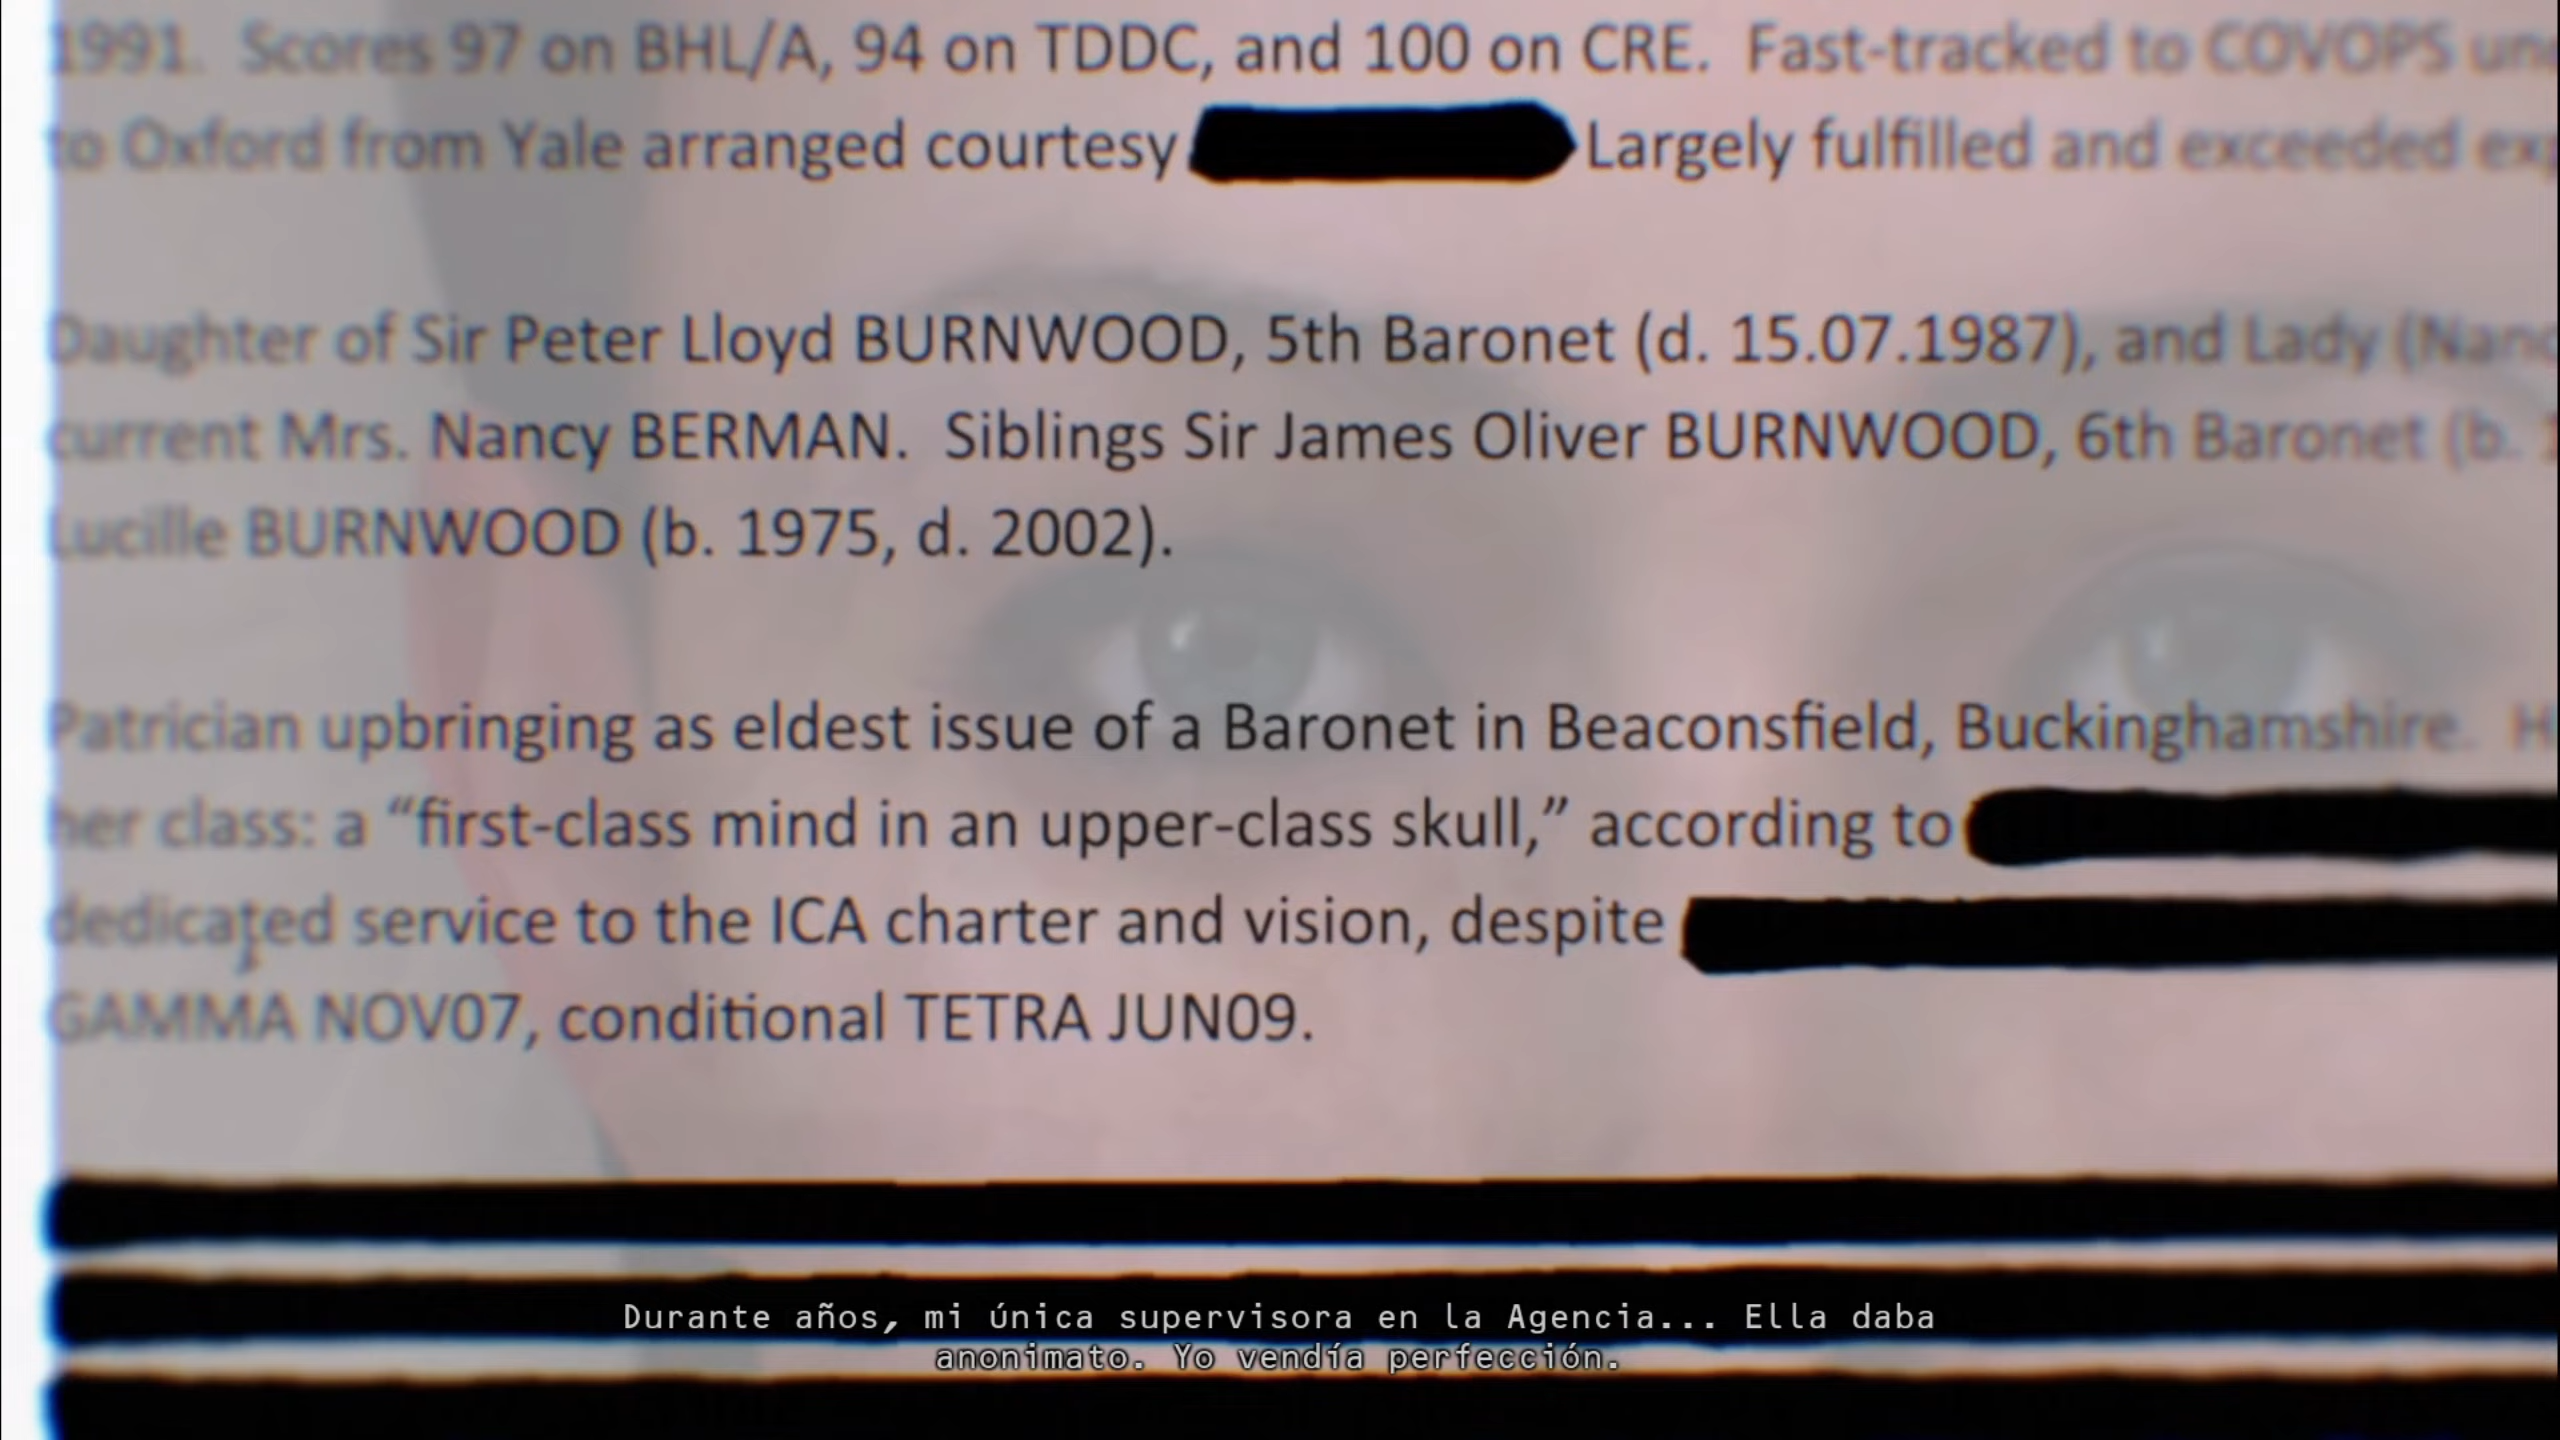 1991. Scores 97 on BHL/A, 94 on TDDC, and 100 on CRE. Fast-tracked to COVOPS
to Oxford from Yale arranged courtesy Largely fulfilled and exceeded
Daughter of Sir Peter Lloyd BURNWOOD, 5th Baronet (d. 15.07.1987), and Lady
current Mrs. Nancy BERMAN. Siblings Sir James Oliver BURNWOOD, 6th Baronet (b.
Lucille BURNWOOD (b. 1975, d. 2002).
Patrician upbringing as eldest issue of a Baronet in Beaconsfield, Buckinghamshire.
her class: a “first-class mind in an upper-class skull,” according to
dedicated service to the ICA charter and vision, despite
GAMMA NOV07, conditional TETRA JUN09.
Durante años, mi única supervisora en la Agencia... Ella daba
anonimato. Yo vendía perfección.